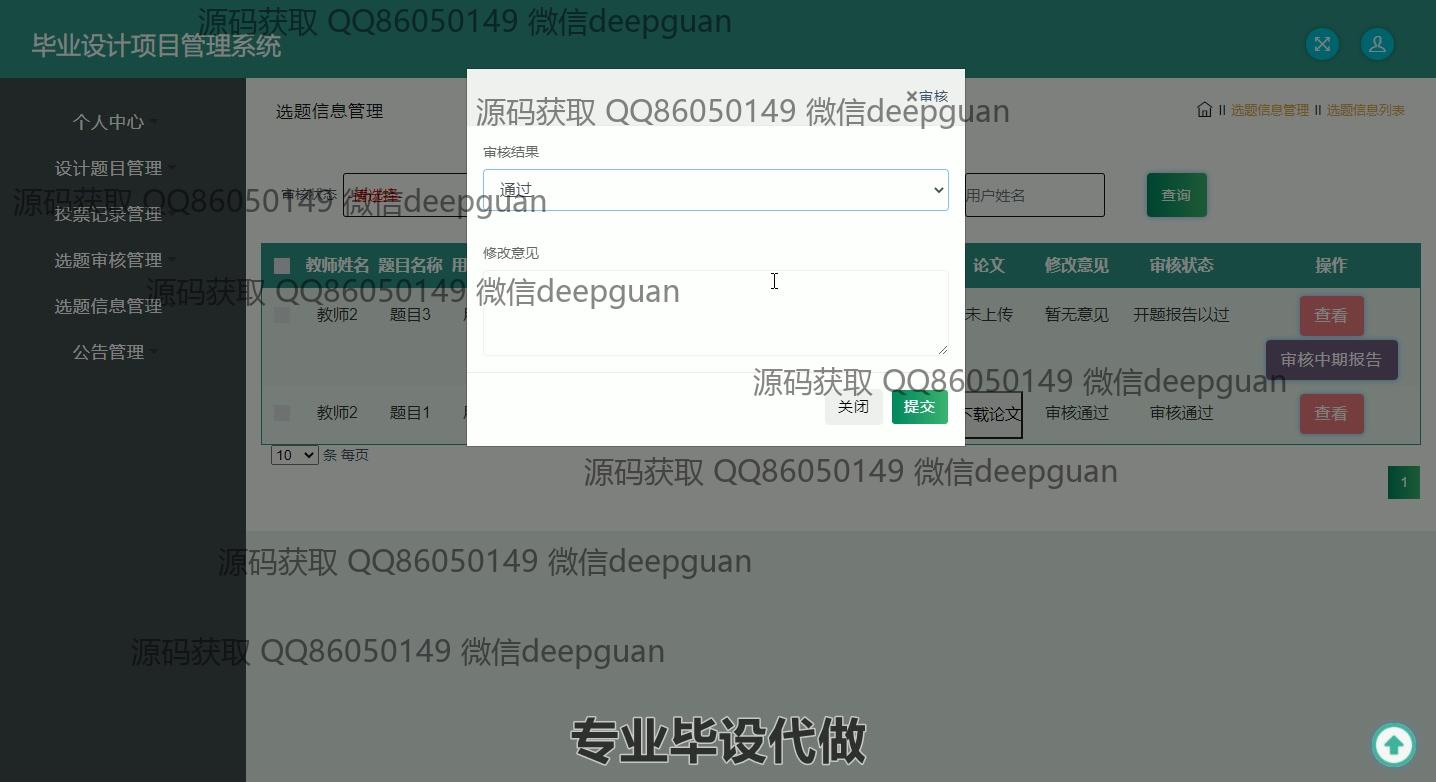 源码获取 QQ86050149 微信deepguan
毕业设计项目管理系统
个人中心
设计题目管理
投票记录管理
选题审核管理
选题信息管理
公告管理
选题信息管理
选题信息管理
选题信息列表
源码获取 QQ86050149 微信deepguan
×审核
审核结果
通过
修改意见
关闭
提交
源码获取 QQ86050149 微信deepguan
审核状态
请选择
用户姓名
查询
教师姓名 题目名称 用 论文 修改意见 审核状态 操作
源码获取 QQ86050149 微信deepguan
教师2 题目3 未上传 暂无意见 开题报告以过 查看
审核中期报告
源码获取 QQ86050149 微信deepguan
教师2 题目1 下载论文 审核通过 审核通过 查看
10 条 每页
源码获取 QQ86050149 微信deepguan
1
源码获取 QQ86050149 微信deepguan
源码获取 QQ86050149 微信deepguan
专业毕设代做